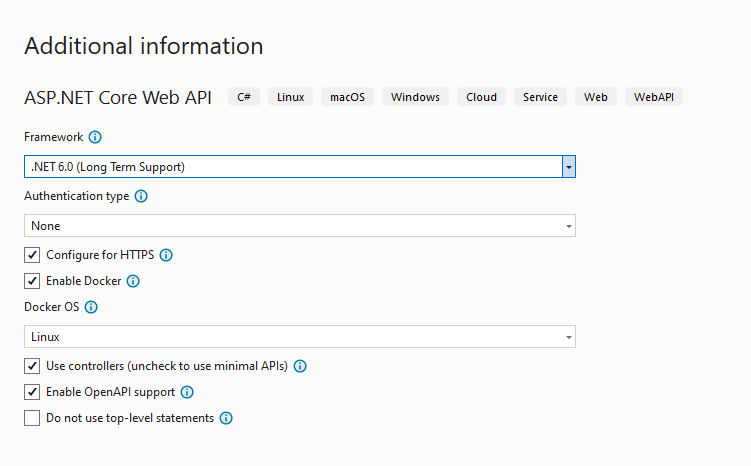 Additional information
ASP.NET Core Web API C# Linux macOS Windows Cloud Service Web WebAPI
Framework
.NET 6.0 (Long Term Support)
Authentication type
None
Configure for HTTPS
Enable Docker
Docker OS
Linux
Use controllers (uncheck to use minimal APIs)
Enable OpenAPI support
Do not use top-level statements